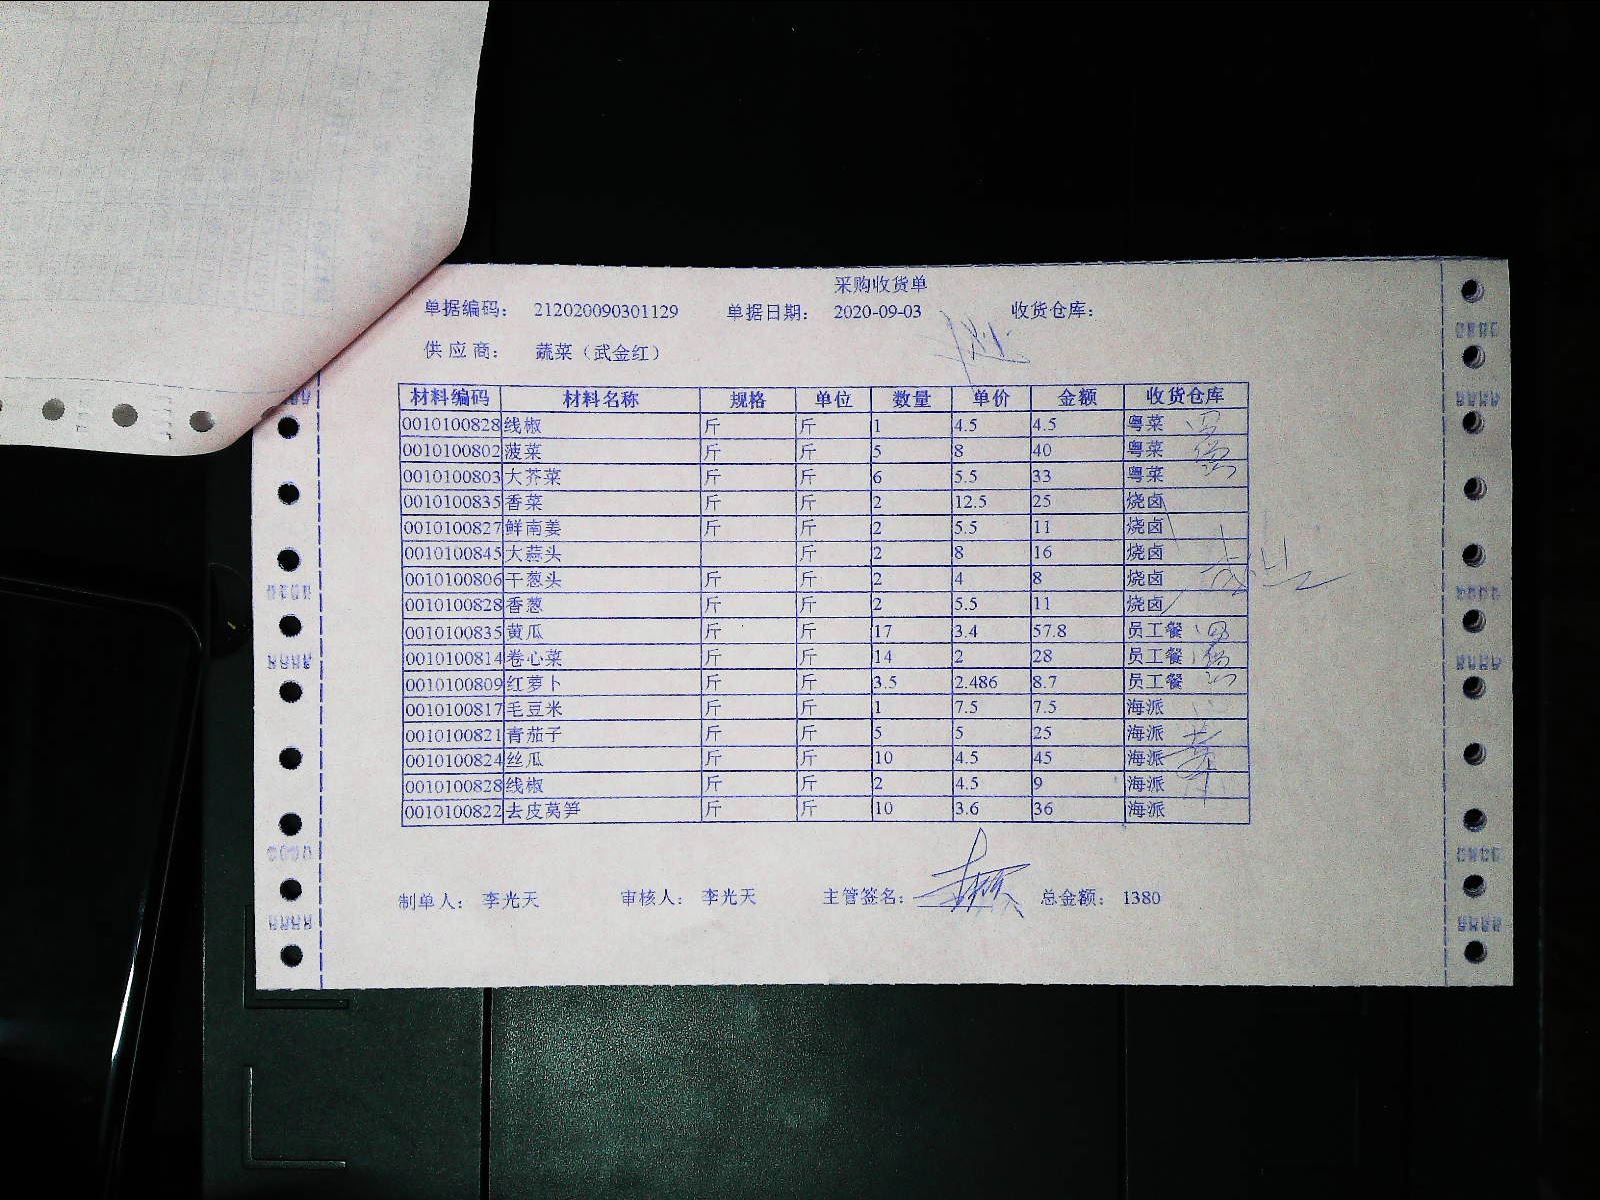 采购收货单
单据编码： 212020090301129 单据日期： 2020-09-03 收货仓库：
供应商： 蔬菜（武金红）
材料编码 材料名称 规格 单位 数量 单价 金额 收货仓库
0010100828 线椒 斤 斤 1 4.5 4.5 粤菜
0010100802 菠菜 斤 斤 5 8 40 粤菜
0010100803 大芥菜 斤 斤 6 5.5 33 粤菜
0010100835 香菜 斤 斤 2 12.5 25 烧卤
0010100827 鲜南姜 斤 斤 2 5.5 11 烧卤
0010100845 大蒜头 斤 2 8 16 烧卤
0010100806 干葱头 斤 斤 2 4 8 烧卤
0010100828 香葱 斤 斤 2 5.5 11 烧卤
0010100835 黄瓜 斤 斤 17 3.4 57.8 员工餐
0010100814 卷心菜 斤 斤 14 2 28 员工餐
0010100809 红萝卜 斤 斤 3.5 2.486 8.7 员工餐
0010100817 毛豆米 斤 斤 1 7.5 7.5 海派
0010100821 青茄子 斤 斤 5 5 25 海派
0010100824 丝瓜 斤 斤 10 4.5 45 海派
0010100828 线椒 斤 斤 2 4.5 9 海派
0010100822 去皮莴笋 斤 斤 10 3.6 36 海派
制单人： 李光天 审核人： 李光天 主管签名： 总金额： 1380